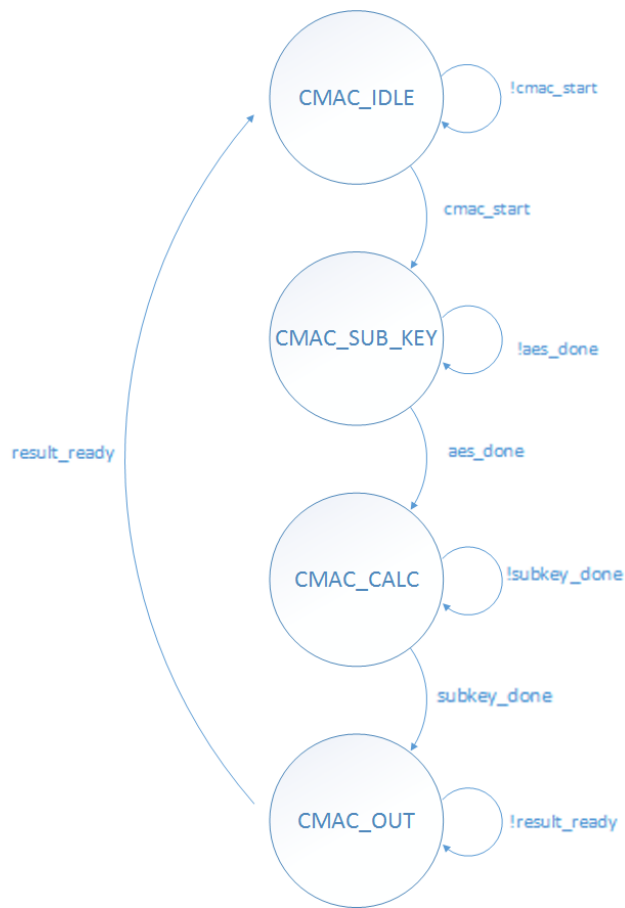 CMAC_IDLE
!cmac_start
cmac_start
CMAC_SUB_KEY
!aes_done
result_ready
aes_done
CMAC_CALC
!subkey_done
subkey_done
CMAC_OUT
!result_ready